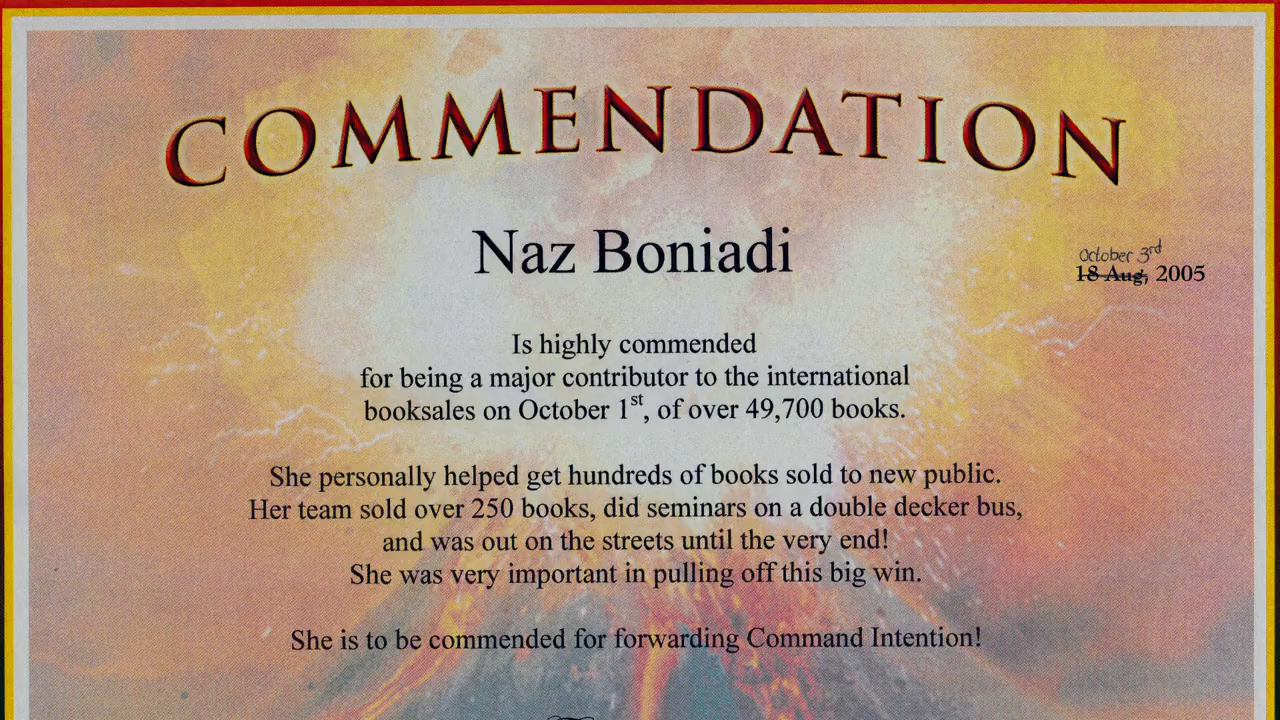 COMMENDATION
Naz Boniadi
October 3rd
18 Aug, 2005
Is highly commended
for being a major contributor to the international
booksales on October 1st, of over 49,700 books.
She personally helped get hundreds of books sold to new public.
Her team sold over 250 books, did seminars on a double decker bus,
and was out on the streets until the very end!
She was very important in pulling off this big win.
She is to be commended for forwarding Command Intention!